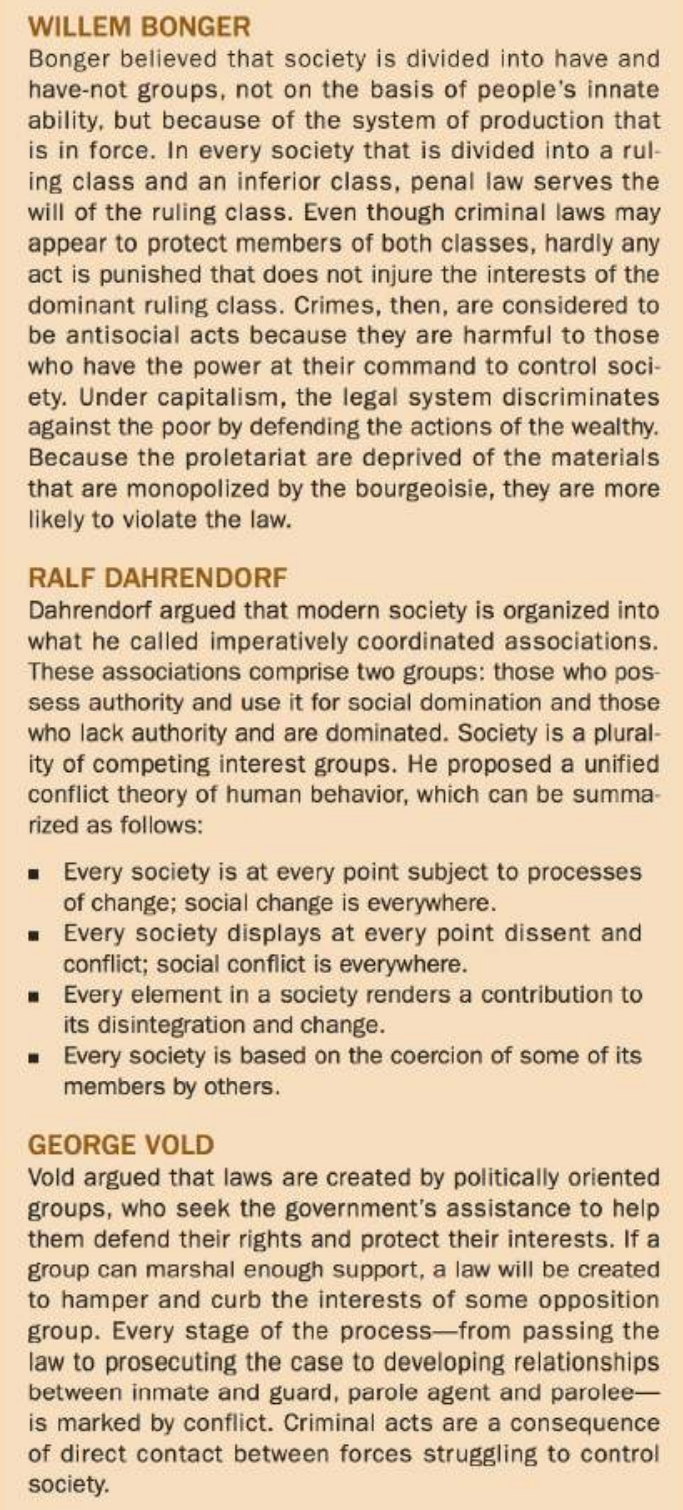 WILLEM BONGER
Bonger believed that society is divided into have and
have-not groups, not on the basis of people's innate
ability, but because of the system of production that
is in force. In every society that is divided into a rul-
ing class and an inferior class, penal law serves the
will of the ruling class. Even though criminal laws may
appear to protect members of both classes, hardly any
act is punished that does not injure the interests of the
dominant ruling class. Crimes, then, are considered to
be antisocial acts because they are harmful to those
who have the power at their command to control soci-
ety. Under capitalism, the legal system discriminates
against the poor by defending the actions of the wealthy.
Because the proletariat are deprived of the materials
that are monopolized by the bourgeoisie, they are more
likely to violate the law.
RALF DAHRENDORF
Dahrendorf argued that modern society is organized into
what he called imperatively coordinated associations.
These associations comprise two groups: those who pos-
sess authority and use it for social domination and those
who lack authority and are dominated. Society is a plural-
ity of competing interest groups. He proposed a unified
conflict theory of human behavior, which can be summa-
rized as follows:
■ Every society is at every point subject to processes
of change; social change is everywhere.
■ Every society displays at every point dissent and
conflict; social conflict is everywhere.
■ Every element in a society renders a contribution to
its disintegration and change.
■ Every society is based on the coercion of some of its
members by others.
GEORGE VOLD
Vold argued that laws are created by politically oriented
groups, who seek the government's assistance to help
them defend their rights and protect their interests. If a
group can marshal enough support, a law will be created
to hamper and curb the interests of some opposition
group. Every stage of the process—from passing the
law to prosecuting the case to developing relationships
between inmate and guard, parole agent and parolee—
is marked by conflict. Criminal acts are a consequence
of direct contact between forces struggling to control
society.